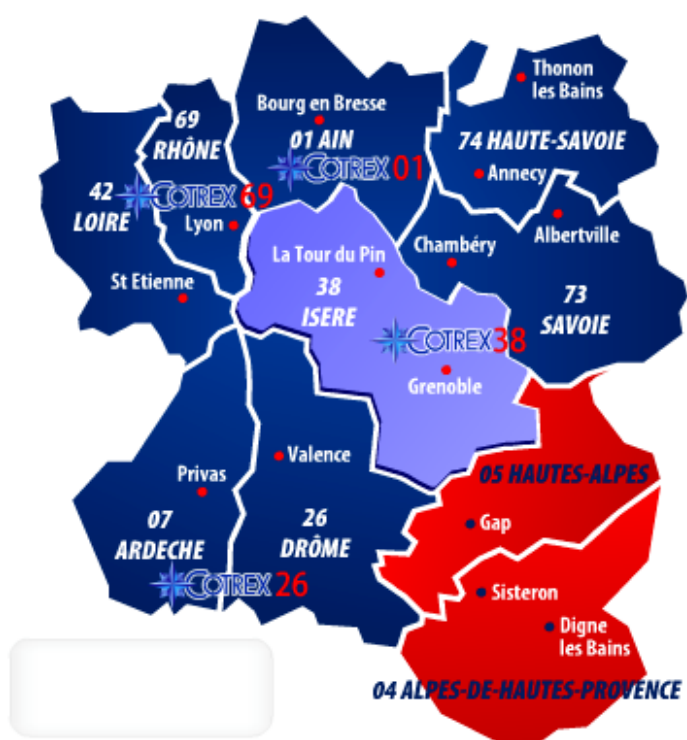 Thonon
les Bains
Bourg en Bresse
69
RHÔNE
01 AIN
74 HAUTE-SAVOIE
COTREX 01
Annecy
42
LOIRE
COTREX 69
Lyon
Albertville
Chambéry
La Tour du Pin
St Etienne
38
ISERE
73
SAVOIE
COTREX 38
Grenoble
Valence
Privas
05 HAUTES-ALPES
07
ARDECHE
26
DRÔME
Gap
COTREX 26
Sisteron
Digne
les Bains
04 ALPES-DE-HAUTES-PROVENCE